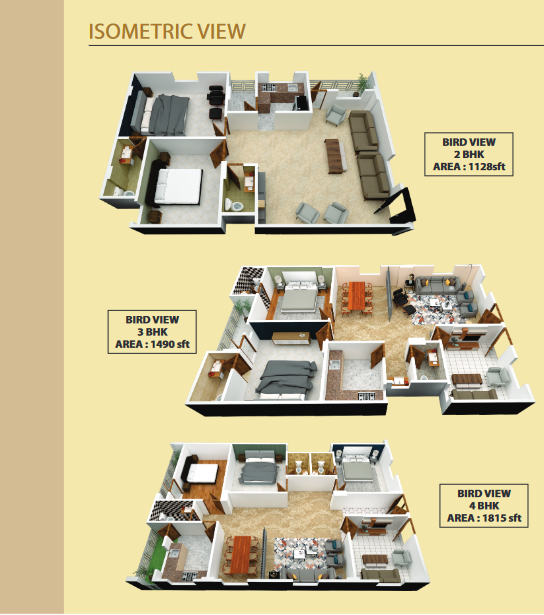 ISOMETRIC VIEW
BIRD VIEW
2 BHK
AREA : 1128sft
BIRD VIEW
3 BHK
AREA : 1490 sft
BIRD VIEW
4 BHK
AREA : 1815 sft